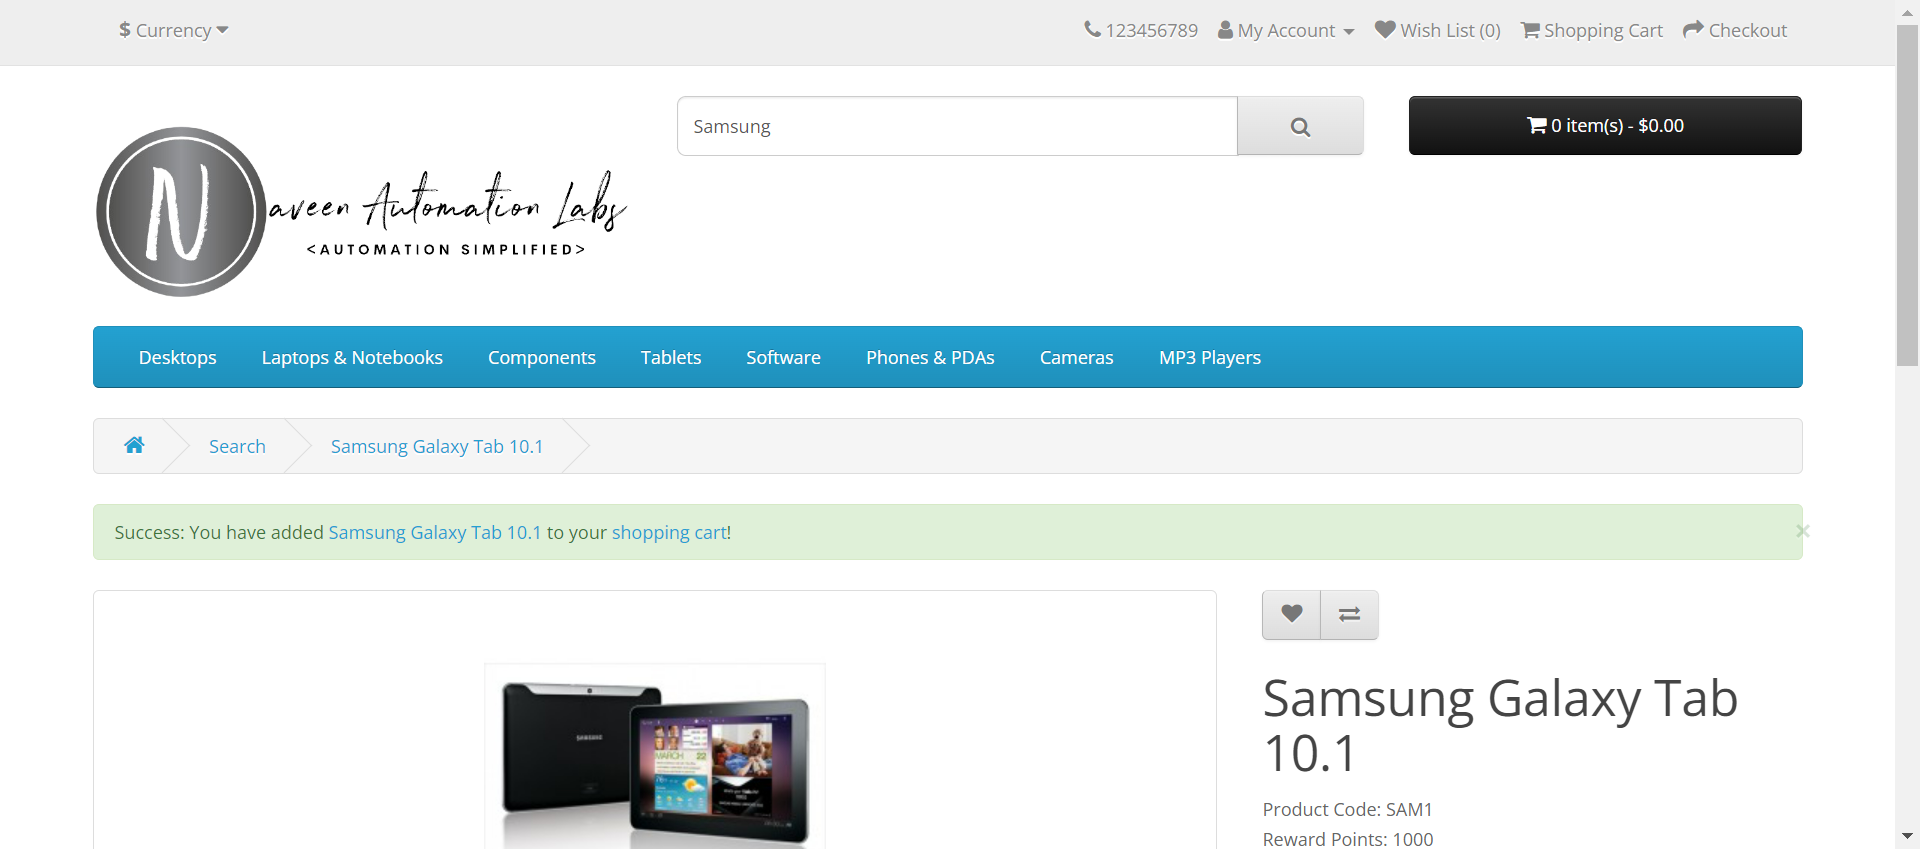 $ Currency
123456789 My Account Wish List (0) Shopping Cart Checkout
Samsung
0 item(s) - $0.00
N
aveen Automation Labs
<AUTOMATION SIMPLIFIED>
Desktops Laptops & Notebooks Components Tablets Software Phones & PDAs Cameras MP3 Players
Search Samsung Galaxy Tab 10.1
Success: You have added Samsung Galaxy Tab 10.1 to your shopping cart!
×
Samsung Galaxy Tab
10.1
Product Code: SAM1
Reward Points: 1000
SAMSUNG
MARCH 22